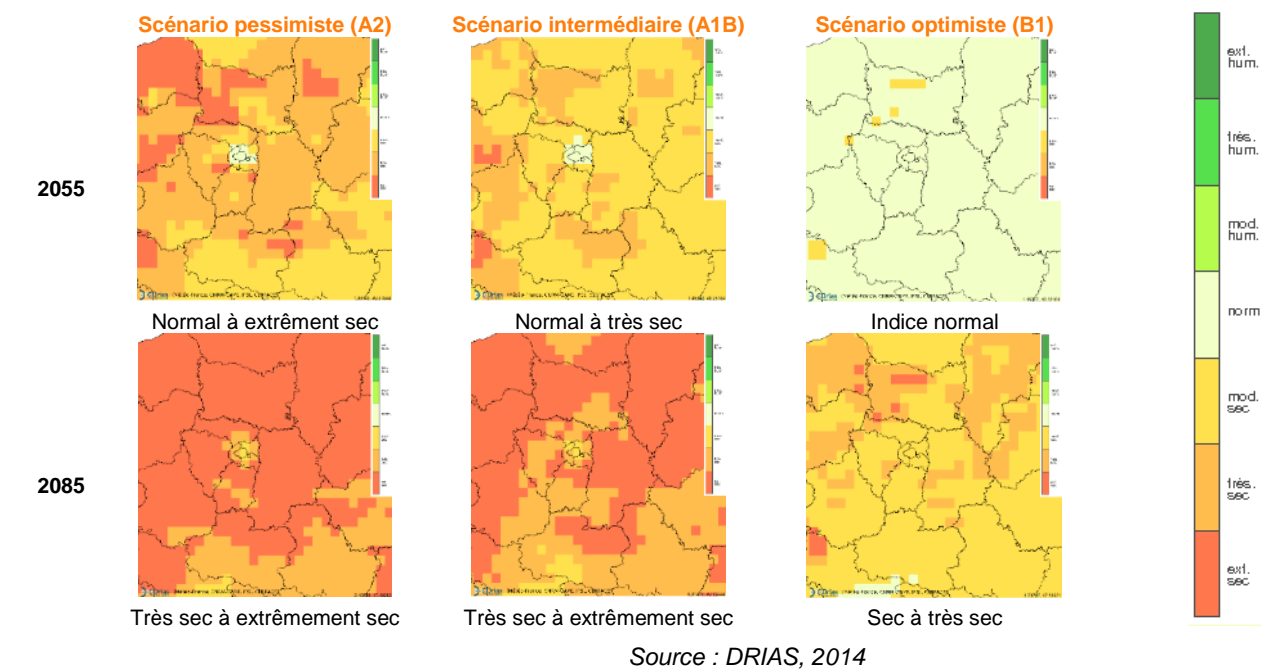 Scénario pessimiste (A2)
Scénario intermédiaire (A1B)
Scénario optimiste (B1)
2055
Normal à extrêment sec
Normal à très sec
Indice normal
2085
Très sec à extrêmement sec
Très sec à extrêmement sec
Sec à très sec
Source : DRIAS, 2014
ext.
hum.
très.
hum.
mod.
hum.
norm
mod.
sec
très.
sec
ext.
sec